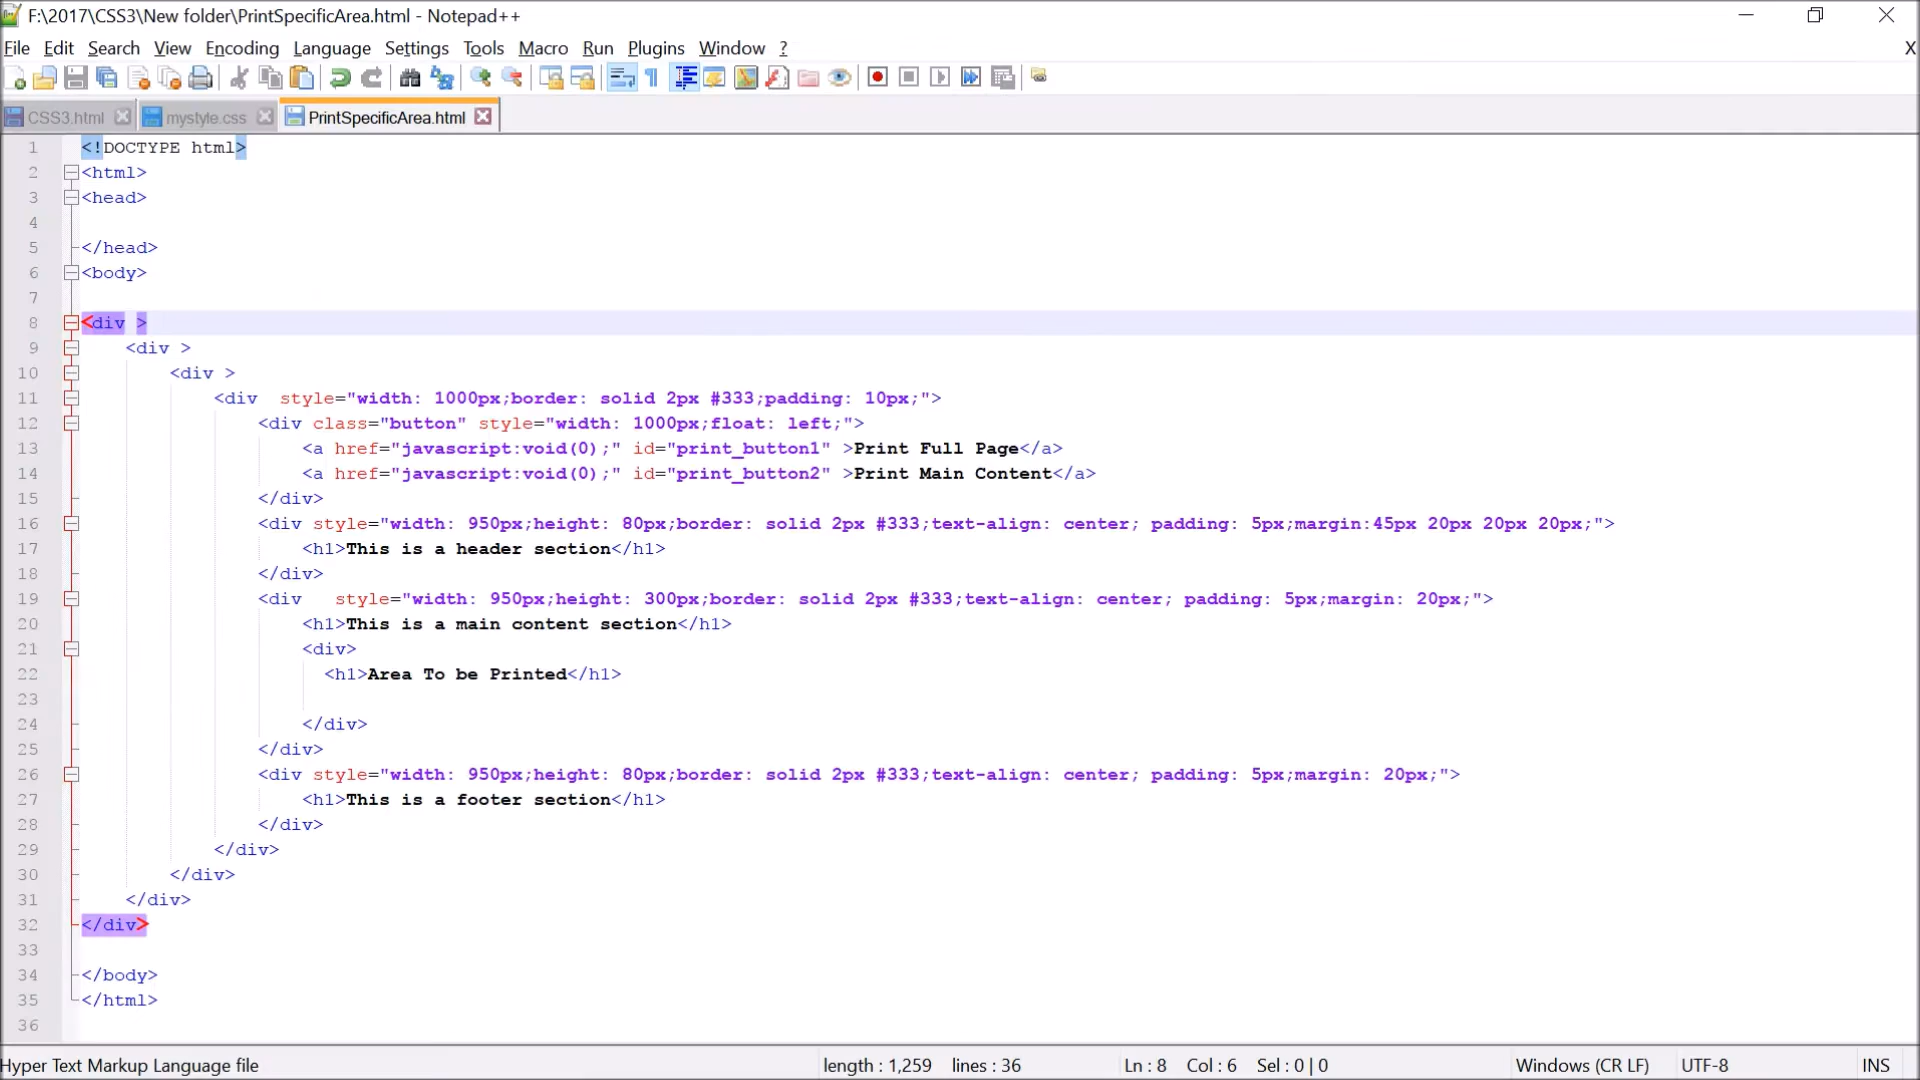 F:\2017\CSS3\New folder\PrintSpecificArea.html - Notepad++
File Edit Search View Encoding Language Settings Tools Macro Run Plugins Window ? X
CSS3.html mystyle.css PrintSpecificArea.html
1 <!DOCTYPE html>
2 <html>
3 <head>
4
5 </head>
6 <body>
7
8 <div >
9 <div >
10 <div >
11 <div  style="width: 1000px;border: solid 2px #333;padding: 10px;">
12 <div class="button" style="width: 1000px;float: left;">
13 <a href="javascript:void(0);" id="print_button1" >Print Full Page</a>
14 <a href="javascript:void(0);" id="print_button2" >Print Main Content</a>
15 </div>
16 <div style="width: 950px;height: 80px;border: solid 2px #333;text-align: center; padding: 5px;margin:45px 20px 20px 20px;">
17 <h1>This is a header section</h1>
18 </div>
19 <div   style="width: 950px;height: 300px;border: solid 2px #333;text-align: center; padding: 5px;margin: 20px;">
20 <h1>This is a main content section</h1>
21 <div>
22 <h1>Area To be Printed</h1>
23
24 </div>
25 </div>
26 <div style="width: 950px;height: 80px;border: solid 2px #333;text-align: center; padding: 5px;margin: 20px;">
27 <h1>This is a footer section</h1>
28 </div>
29 </div>
30 </div>
31 </div>
32 </div>
33
34 </body>
35 </html>
36
Hyper Text Markup Language file length : 1,259 lines : 36 Ln : 8 Col : 6 Sel : 0 | 0 Windows (CR LF) UTF-8 INS